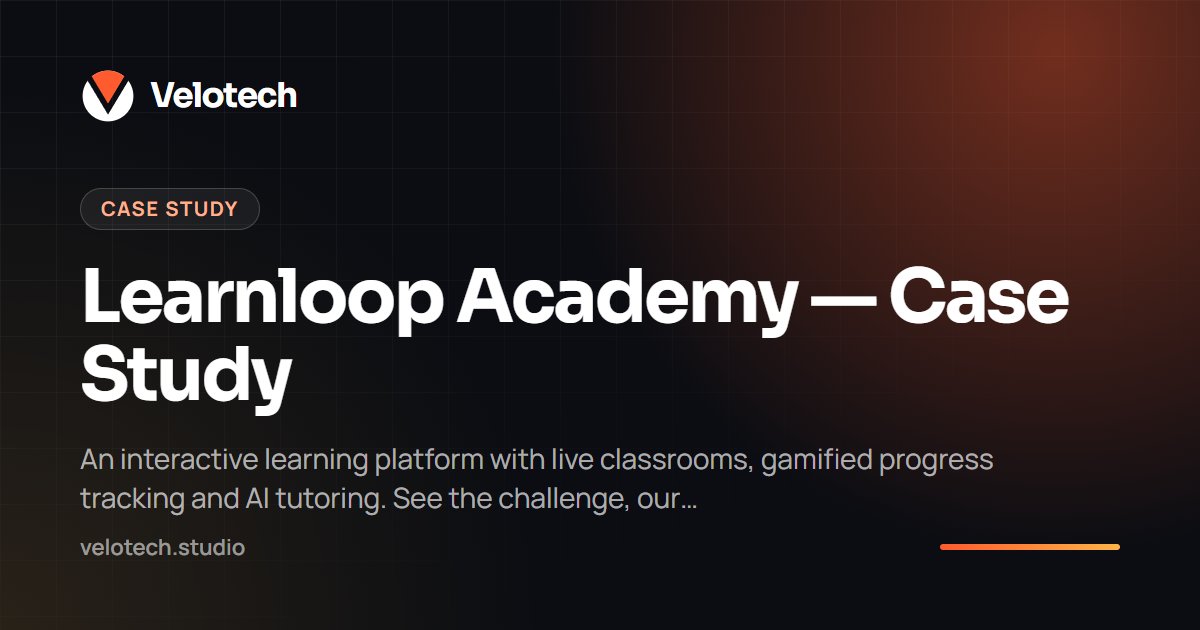 Velotech
CASE STUDY
Learnloop Academy — Case
Study
An interactive learning platform with live classrooms, gamified progress
tracking and AI tutoring. See the challenge, our…
velotech.studio